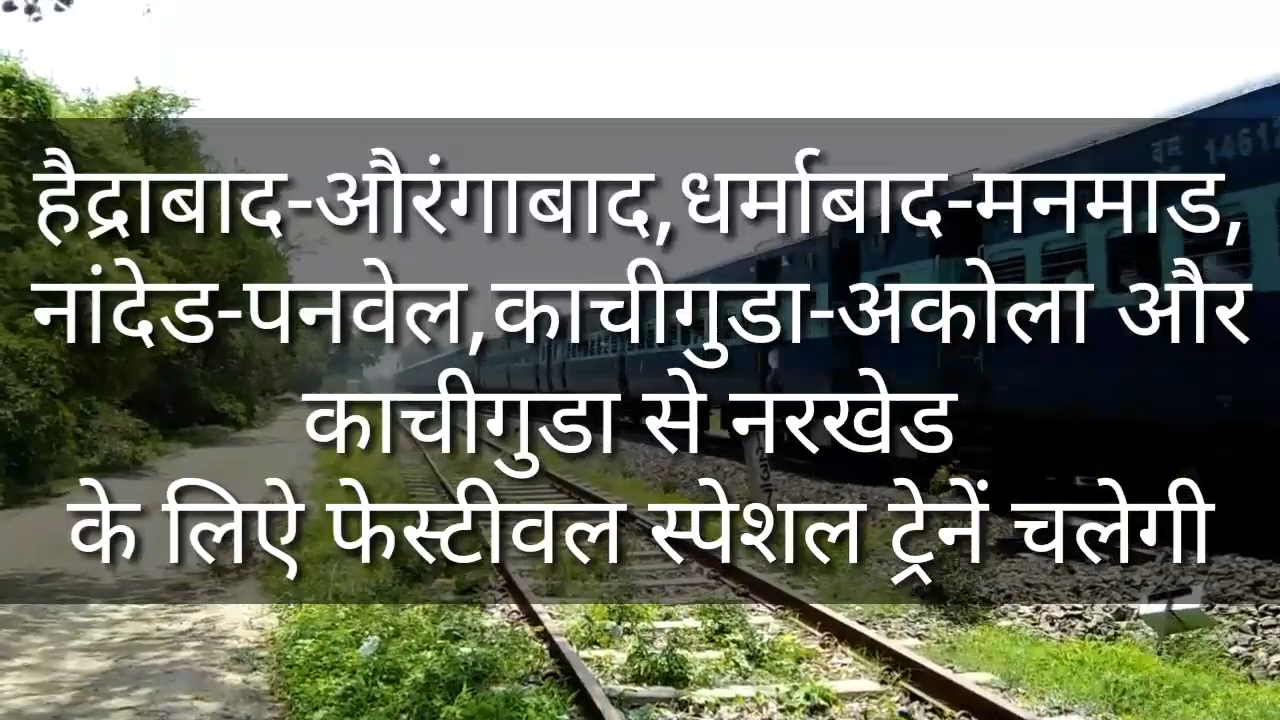 हैद्राबाद-औरंगाबाद,धर्माबाद-मनमाड,
नांदेड-पनवेल,काचीगुडा-अकोला और
काचीगुडा से नरखेड
के लिऐ फेस्टीवल स्पेशल ट्रेनें चलेगी